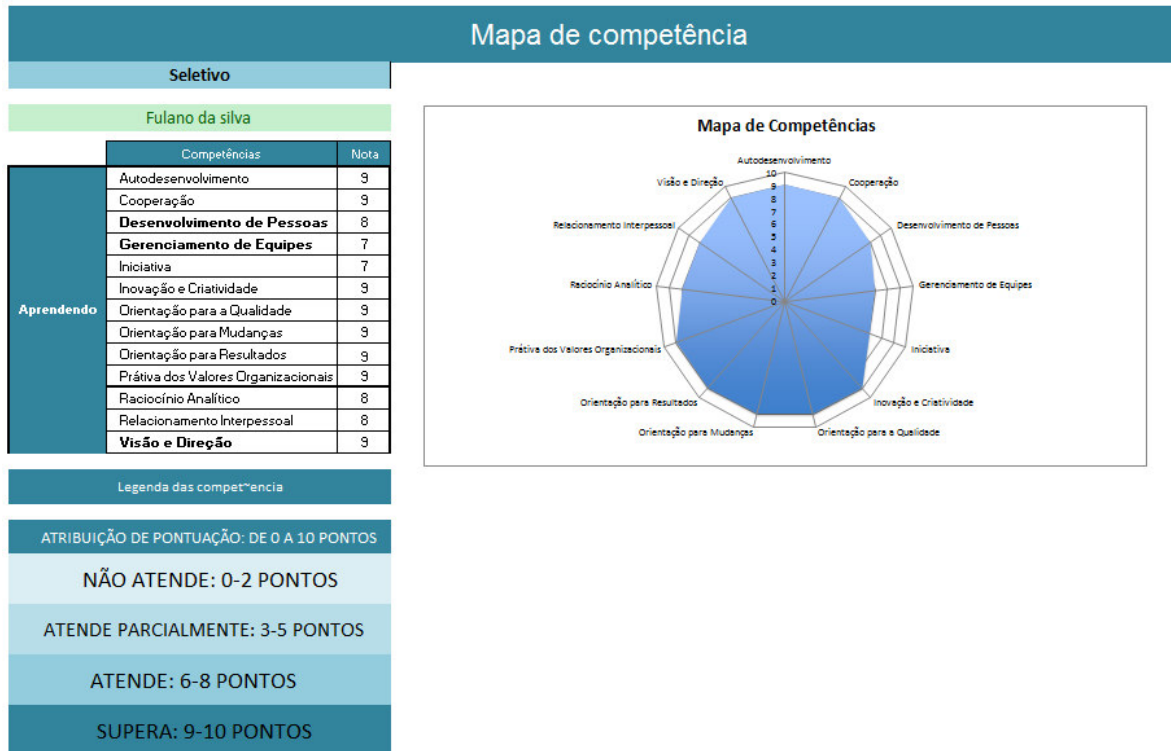 Mapa de competência
Seletivo
Fulano da silva
Competências Nota
Aprendendo
Autodesenvolvimento 9
Cooperação 9
Desenvolvimento de Pessoas 8
Gerenciamento de Equipes 7
Iniciativa 7
Inovação e Criatividade 9
Orientação para a Qualidade 9
Orientação para Mudanças 9
Orientação para Resultados 9
Prátiva dos Valores Organizacionais 9
Raciocínio Analítico 8
Relacionamento Interpessoal 8
Visão e Direção 9
Legenda das compet~encia
ATRIBUIÇÃO DE PONTUAÇÃO: DE 0 A 10 PONTOS
NÃO ATENDE: 0-2 PONTOS
ATENDE PARCIALMENTE: 3-5 PONTOS
ATENDE: 6-8 PONTOS
SUPERA: 9-10 PONTOS
Mapa de Competências
Autodesenvolvimento
Cooperação
Desenvolvimento de Pessoas
Gerenciamento de Equipes
Iniciativa
Inovação e Criatividade
Orientação para a Qualidade
Orientação para Mudanças
Orientação para Resultados
Prátiva dos Valores Organizacionais
Raciocínio Analítico
Relacionamento Interpessoal
Visão e Direção
10
9
8
7
6
5
4
3
2
1
0